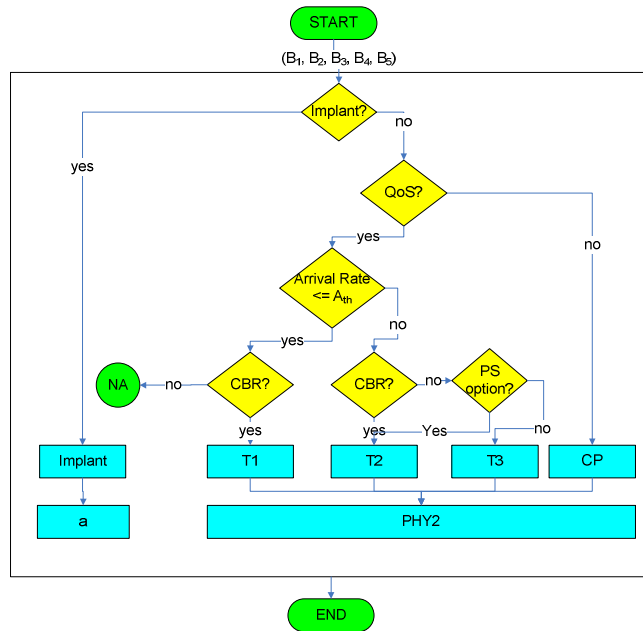 START
(B₁, B₂, B₃, B₄, B₅)
Implant?
no
yes
QoS?
yes
no
Arrival Rate
<= Aₜₕ
yes
no
NA
no
CBR?
CBR?
no
PS
option?
yes
yes
Yes
no
Implant
T1
T2
T3
CP
a
PHY2
END